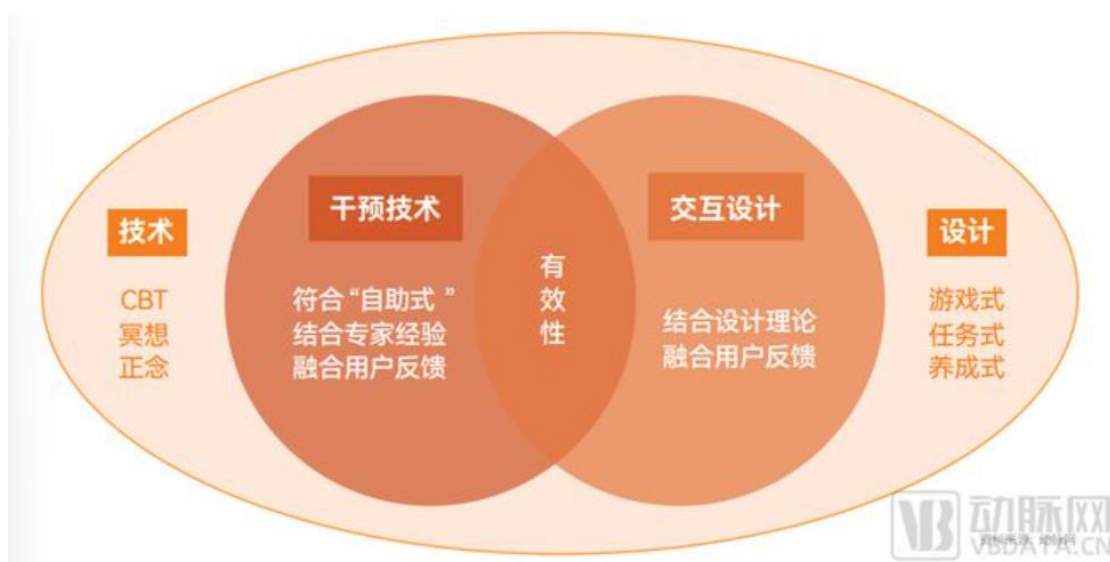 技术
CBT
冥想
正念
干预技术
符合“自助式 ”
结合专家经验
融合用户反馈
有
效
性
交互设计
结合设计理论
融合用户反馈
设计
游戏式
任务式
养成式
动脉网
VBDATA.CN